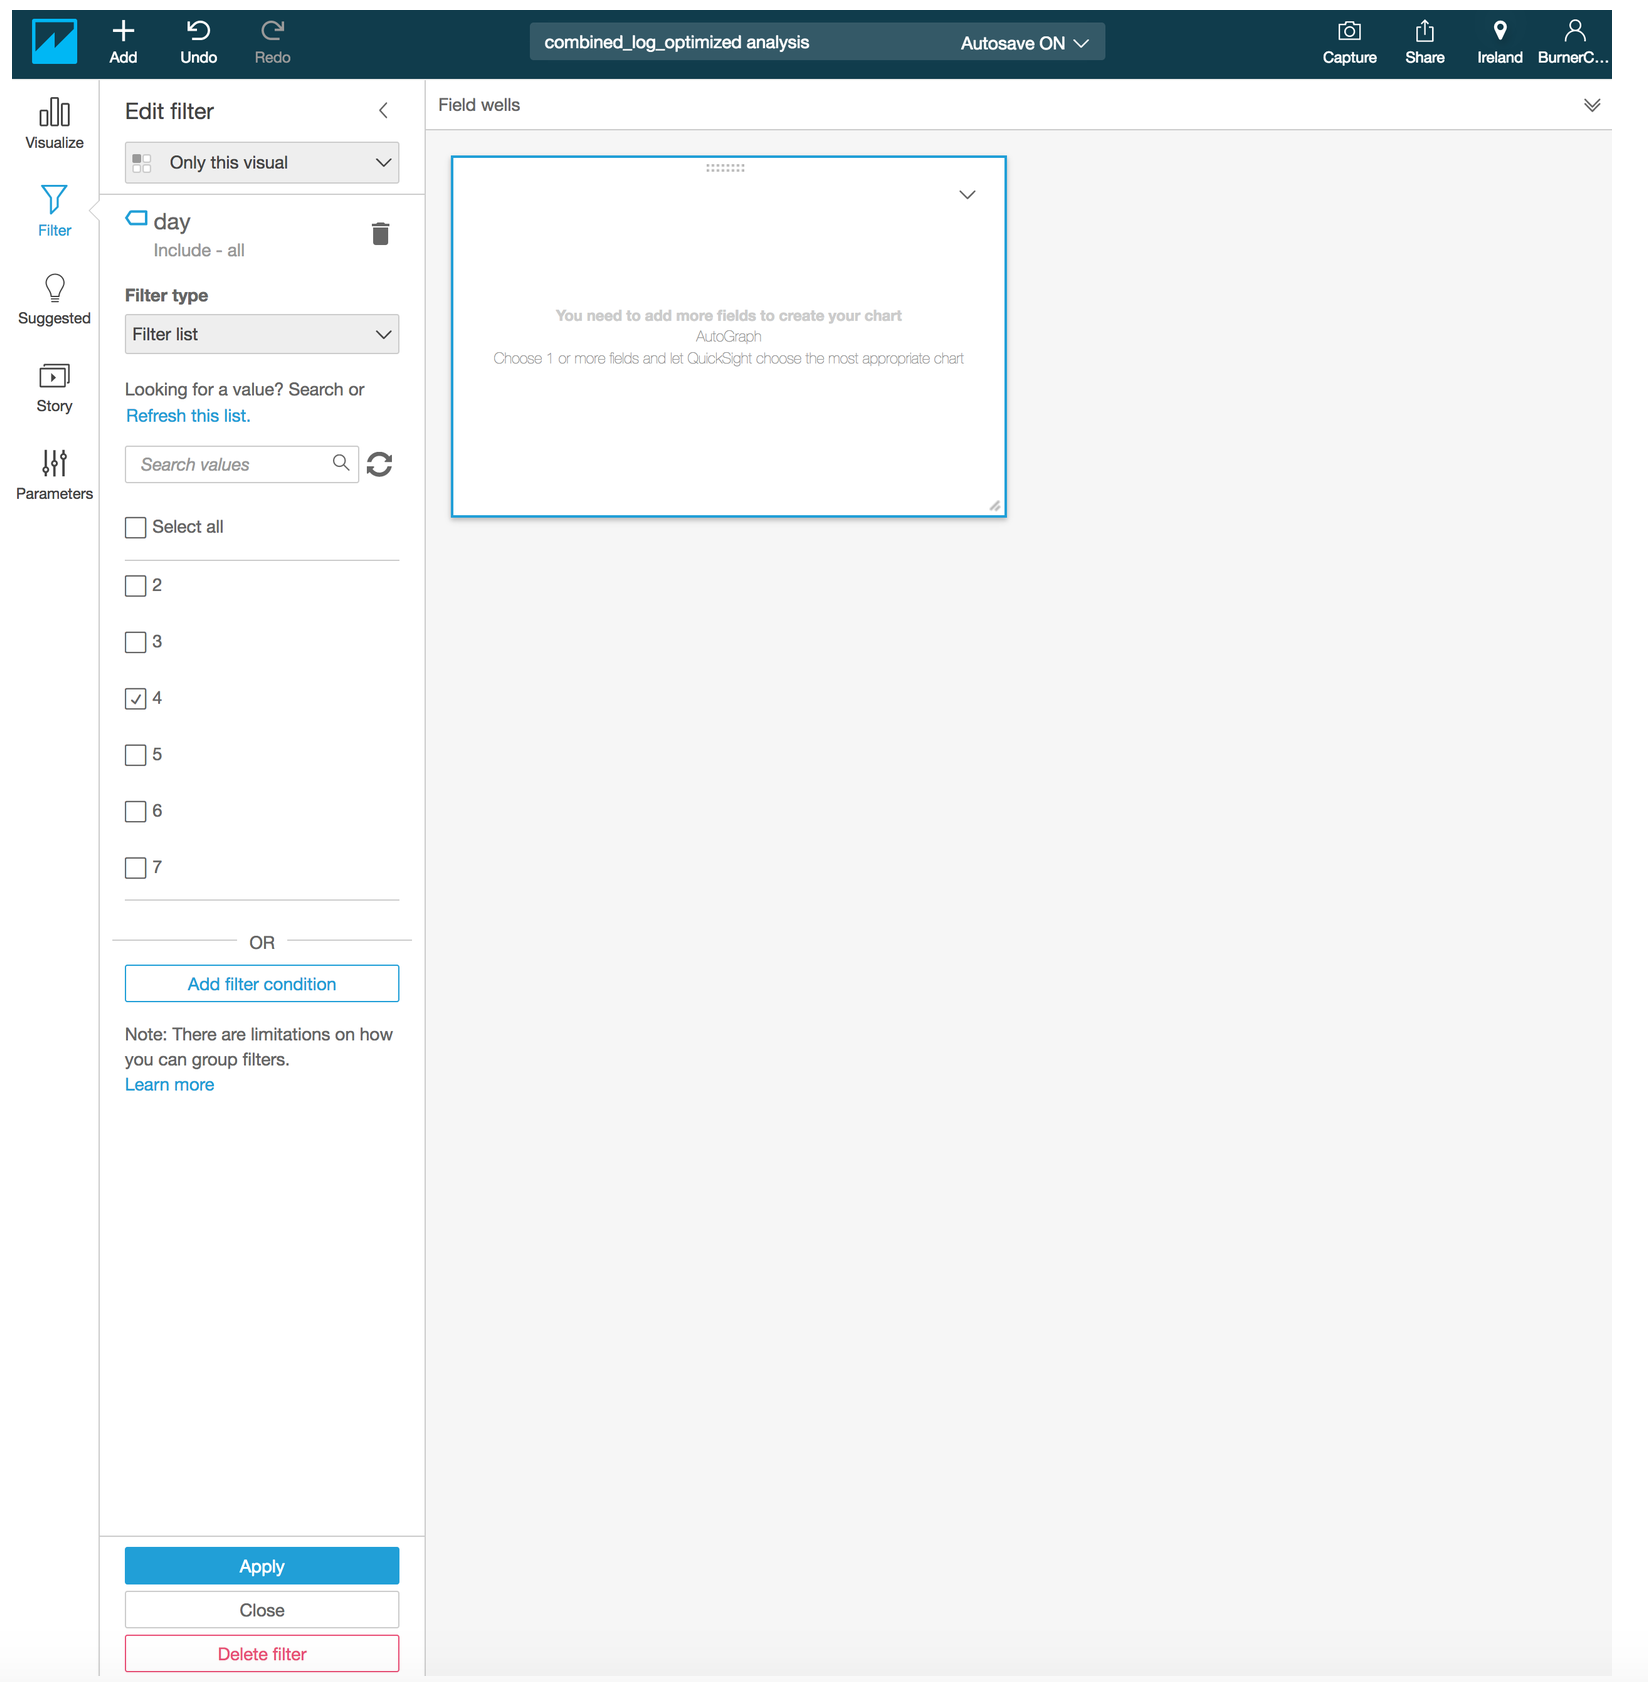 Add
Undo
Redo
combined_log_optimized analysis
Autosave ON
Capture
Share
Ireland
BurnerC...
Visualize
Filter
Suggested
Story
Parameters
Edit filter
Only this visual
day
Include - all
Filter type
Filter list
Looking for a value? Search or
Refresh this list.
Search values
Select all
2
3
4
5
6
7
OR
Add filter condition
Note: There are limitations on how
you can group filters.
Learn more
Apply
Close
Delete filter
Field wells
You need to add more fields to create your chart
AutoGraph
Choose 1 or more fields and let QuickSight choose the most appropriate chart